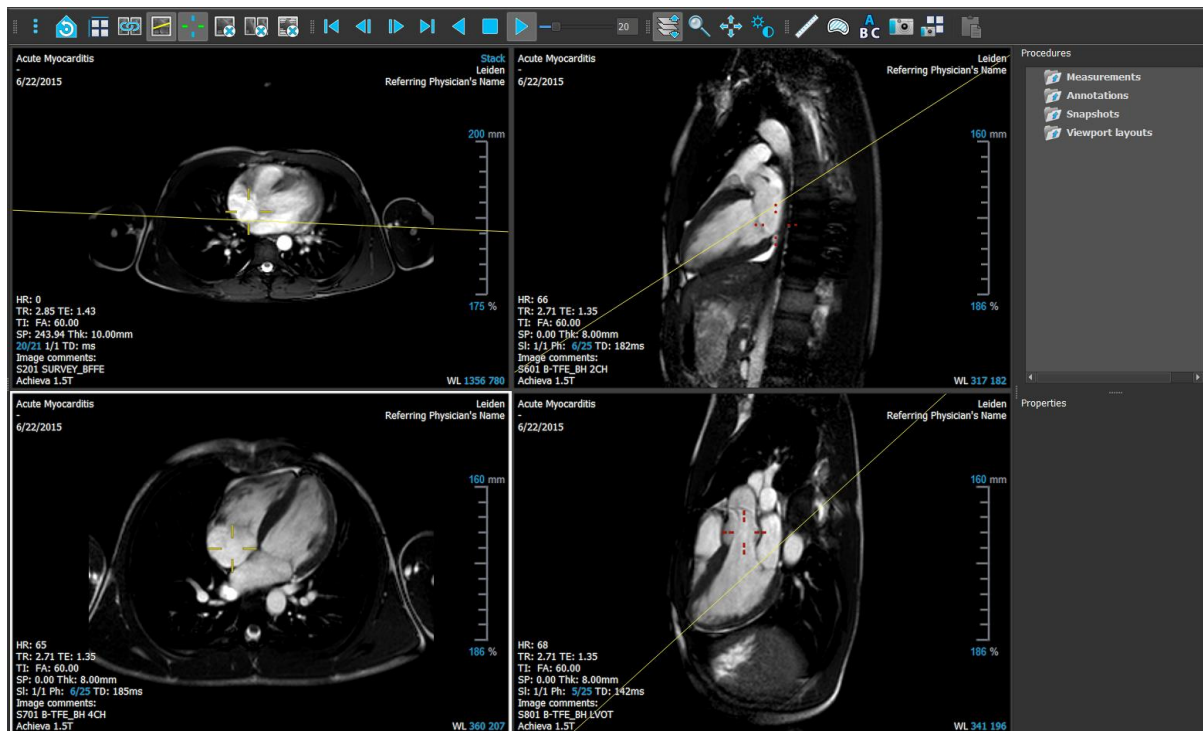 20
A
B C
Acute Myocarditis
-
6/22/2015
Stack
Leiden
Referring Physician's Name
200 mm
175 %
HR: 0
TR: 2.85 TE: 1.43
TI: FA: 60.00
SP: 243.94 Thk: 10.00mm
20/21 1/1 TD: ms
Image comments:
S201 SURVEY_BFFE
Achieva 1.5T
WL 1356 780
Acute Myocarditis
-
6/22/2015
Leiden
Referring Physician's Name
160 mm
186 %
HR: 66
TR: 2.71 TE: 1.35
TI: FA: 60.00
SP: 0.00 Thk: 8.00mm
Sl: 1/1 Ph: 6/25 TD: 182ms
Image comments:
S601 B-TFE_BH 2CH
Achieva 1.5T
WL 317 182
Procedures
Measurements
Annotations
Snapshots
Viewport layouts
Acute Myocarditis
-
6/22/2015
Leiden
Referring Physician's Name
160 mm
186 %
HR: 65
TR: 2.71 TE: 1.35
TI: FA: 60.00
SP: 0.00 Thk: 8.00mm
Sl: 1/1 Ph: 6/25 TD: 185ms
Image comments:
S701 B-TFE_BH 4CH
Achieva 1.5T
WL 360 207
Acute Myocarditis
-
6/22/2015
Leiden
Referring Physician's Name
160 mm
186 %
HR: 68
TR: 2.71 TE: 1.35
TI: FA: 60.00
SP: 0.00 Thk: 8.00mm
Sl: 1/1 Ph: 5/25 TD: 142ms
Image comments:
S801 B-TFE_BH LVOT
Achieva 1.5T
WL 341 196
Properties